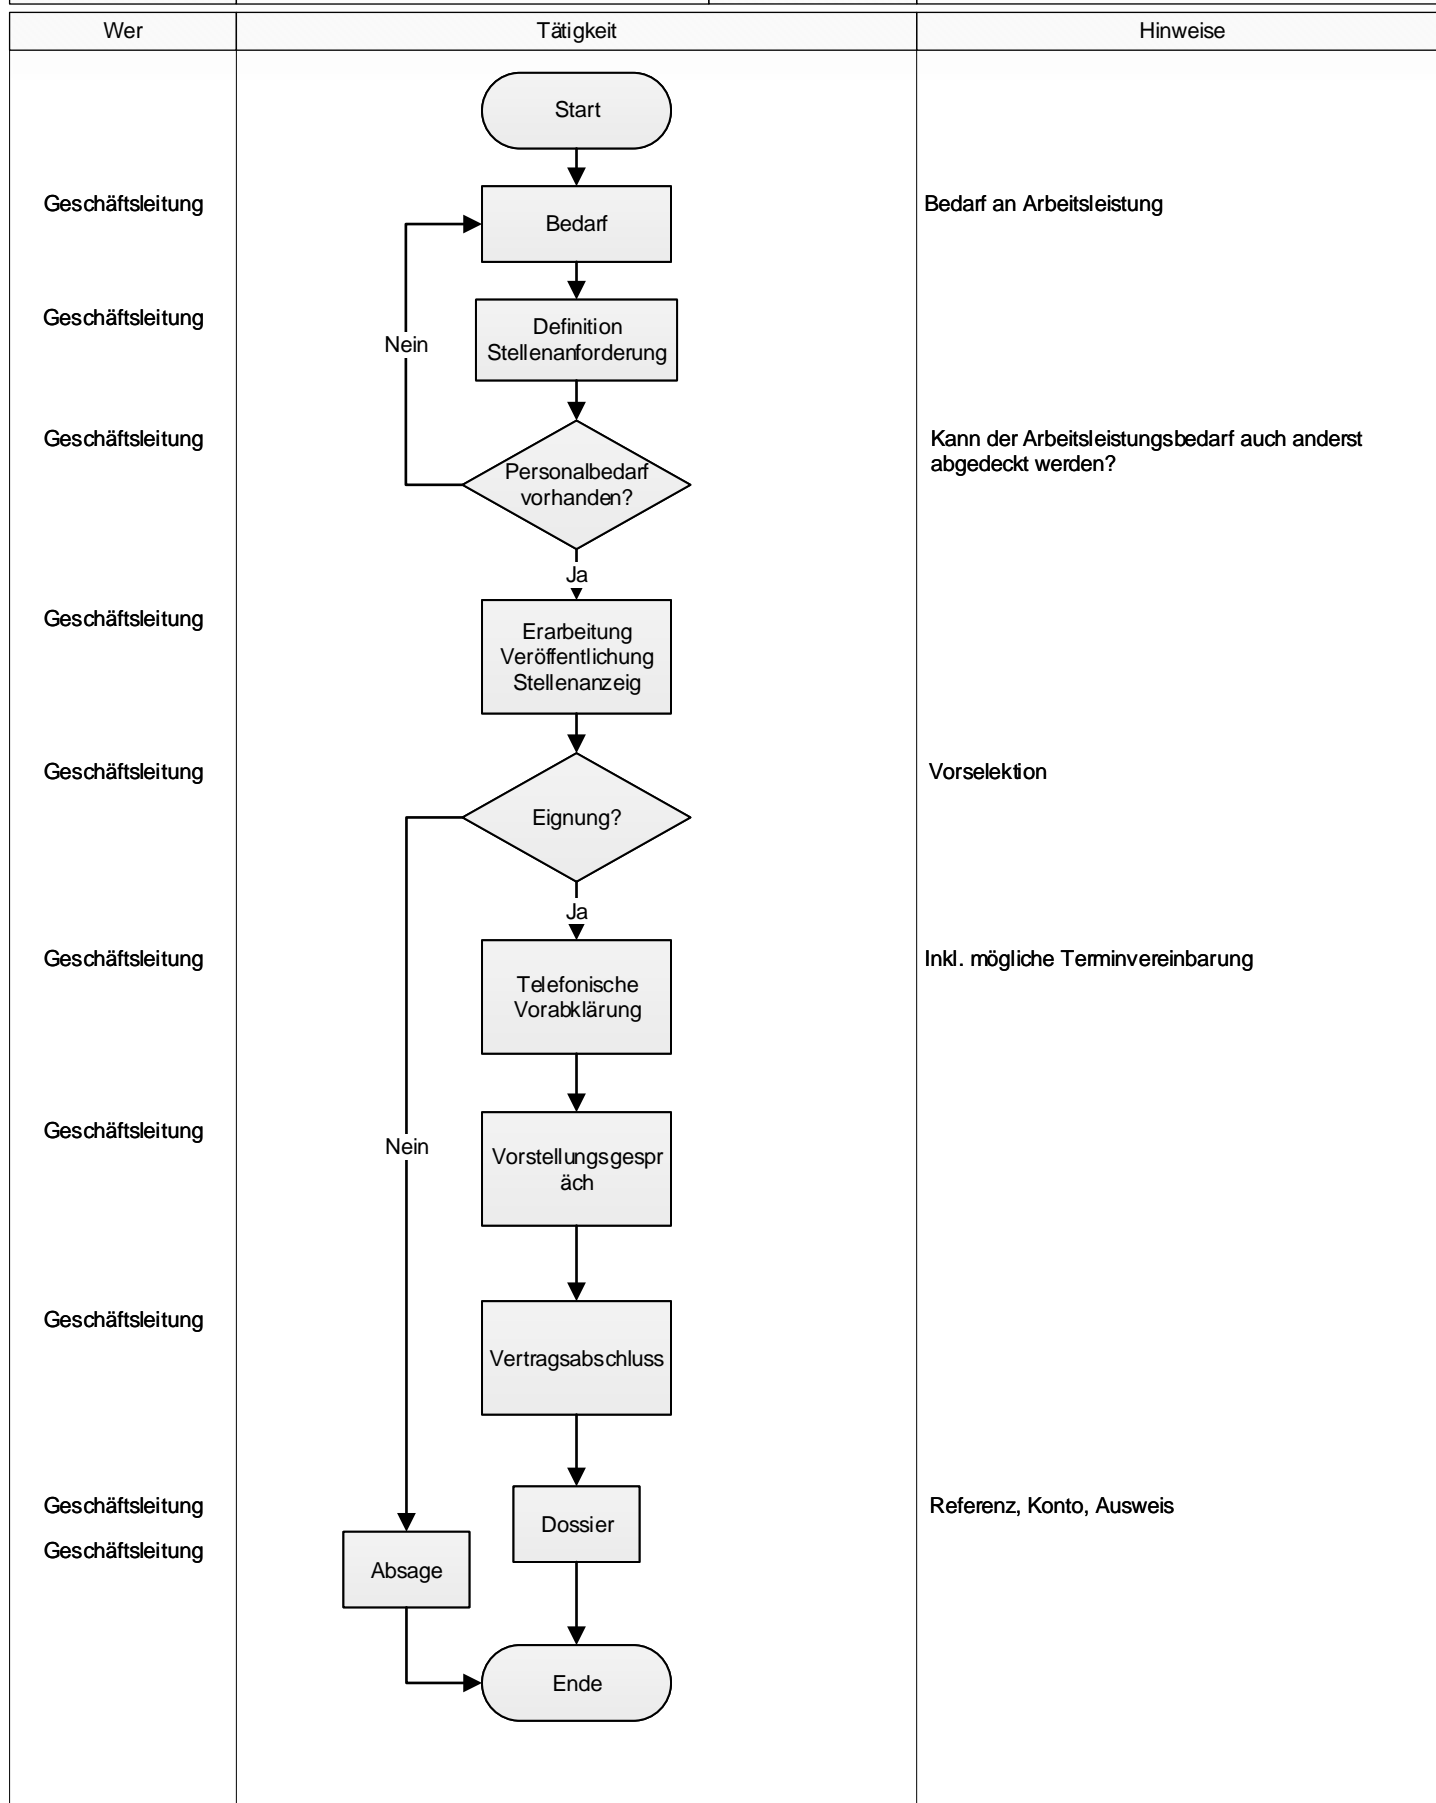 Wer
Tätigkeit
Hinweise
Start
Geschäftsleitung
Bedarf
Bedarf an Arbeitsleistung
Geschäftsleitung
Definition
Stellenanforderung
Nein
Geschäftsleitung
Personalbedarf
vorhanden?
Kann der Arbeitsleistungsbedarf auch anderst
abgedeckt werden?
Ja
Geschäftsleitung
Erarbeitung
Veröffentlichung
Stellenanzeig
Geschäftsleitung
Eignung?
Vorselektion
Ja
Geschäftsleitung
Telefonische
Vorabklärung
Inkl. mögliche Terminvereinbarung
Geschäftsleitung
Nein
Vorstellungsgespr
äch
Geschäftsleitung
Vertragsabschluss
Geschäftsleitung
Dossier
Referenz, Konto, Ausweis
Geschäftsleitung
Absage
Ende